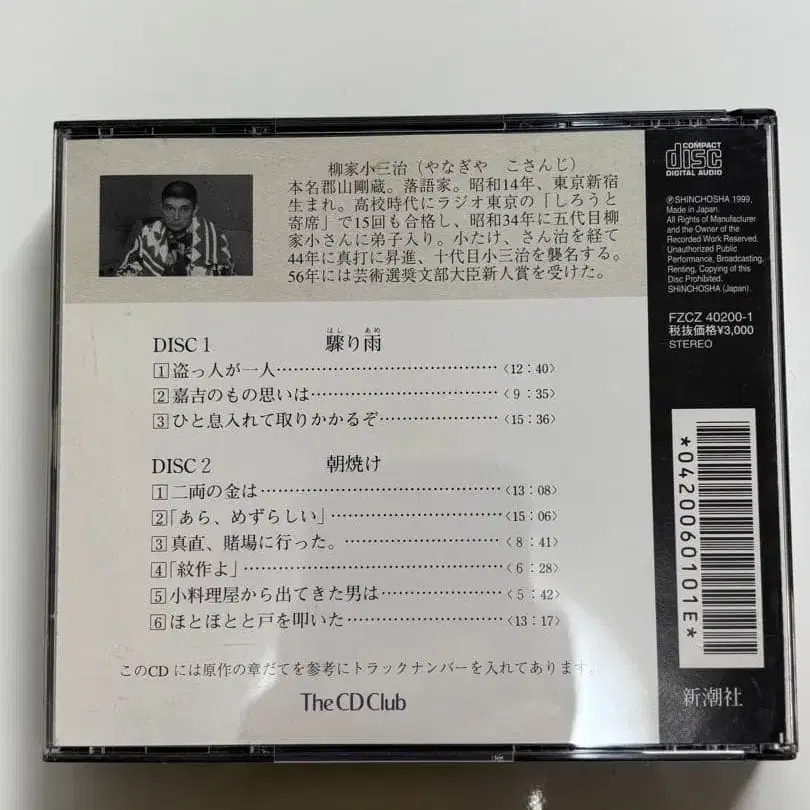 柳家小三治（やなぎや こさんじ）
本名郡山剛蔵。落語家。昭和14年、東京新宿
生まれ。高校時代にラジオ東京の「しろうと
寄席」で15回も合格し、昭和34年に五代目柳
家小さんに弟子入り。小たけ、さん治を経て
44年に真打に昇進、十代目小三治を襲名する。
56年には芸術選奨文部大臣新人賞を受けた。
DISC 1 驟り雨
はし あめ
1 盗っ人が一人……………………………〈12：40〉
2 嘉吉のもの思いは………………………〈9：35〉
3 ひと息入れて取りかかるぞ……………〈15：36〉
DISC 2 朝焼け
1 二両の金は………………………………〈13：08〉
2 「あら、めずらしい」……………………〈15：06〉
3 真直、賭場に行った。……………………〈8：41〉
4 「紋作よ」…………………………………〈6：28〉
5 小料理屋から出てきた男は……………〈5：42〉
6 ほとほとと戸を叩いた…………………〈13：17〉
このCDには原作の章だてを参考にトラックナンバーを入れてあります。
The CD Club
COMPACT
disc
DIGITAL AUDIO
Ⓟ SHINCHOSHA 1999,
Made in Japan.
All Rights of Manufacturer
and the Owner of the
Recorded Work Reserved.
Unauthorized Public
Performance, Broadcasting,
Renting, Copying of this
Disc Prohibited.
SHINCHOSHA (Japan).
FZCZ 40200-1
税抜価格¥3,000
STEREO
*0420060101E*
新潮社